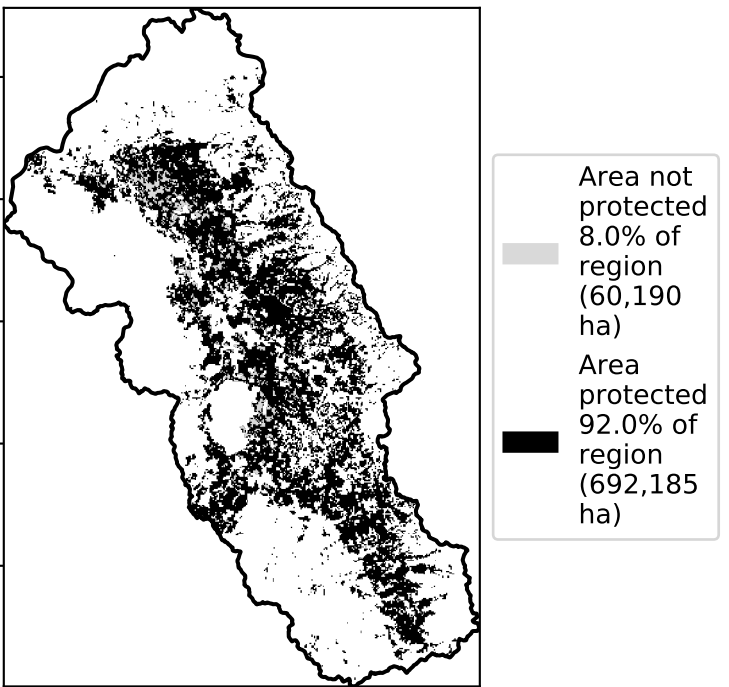 Area not
protected
8.0% of
region
(60,190
ha)
Area
protected
92.0% of
region
(692,185
ha)